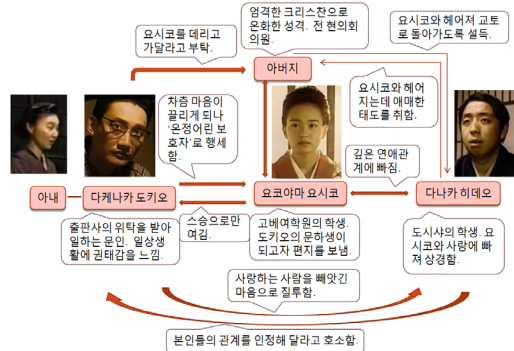 요시코를 데리고
가달라고 부탁.
엄격한 크리스찬으로
온화한 성격. 전 현의회
의원.
요시코와 헤어져 교토
로 돌아가도록 설득.
아버지
차츰 마음이
끌리게 되나
‘온정어린 보
호자’로 행세
함.
요시코와 헤어
지는데 애매한
태도를 취함.
깊은 연애관
계에 빠짐.
아내
다케나카 도키오
요코야마 요시코
다나카 히데오
스승으로만
여김.
출판사의 위탁을 받아
일하는 문인. 일상생
활에 권태감을 느낌.
고베여학원의 학생.
도키오의 문하생이
되고자 편지를 보냄.
도시샤의 학생. 요
시코와 사랑에 빠
져 상경함.
사랑하는 사람을 빼앗긴
마음으로 질투함.
본인들의 관계를 인정해 달라고 호소함.